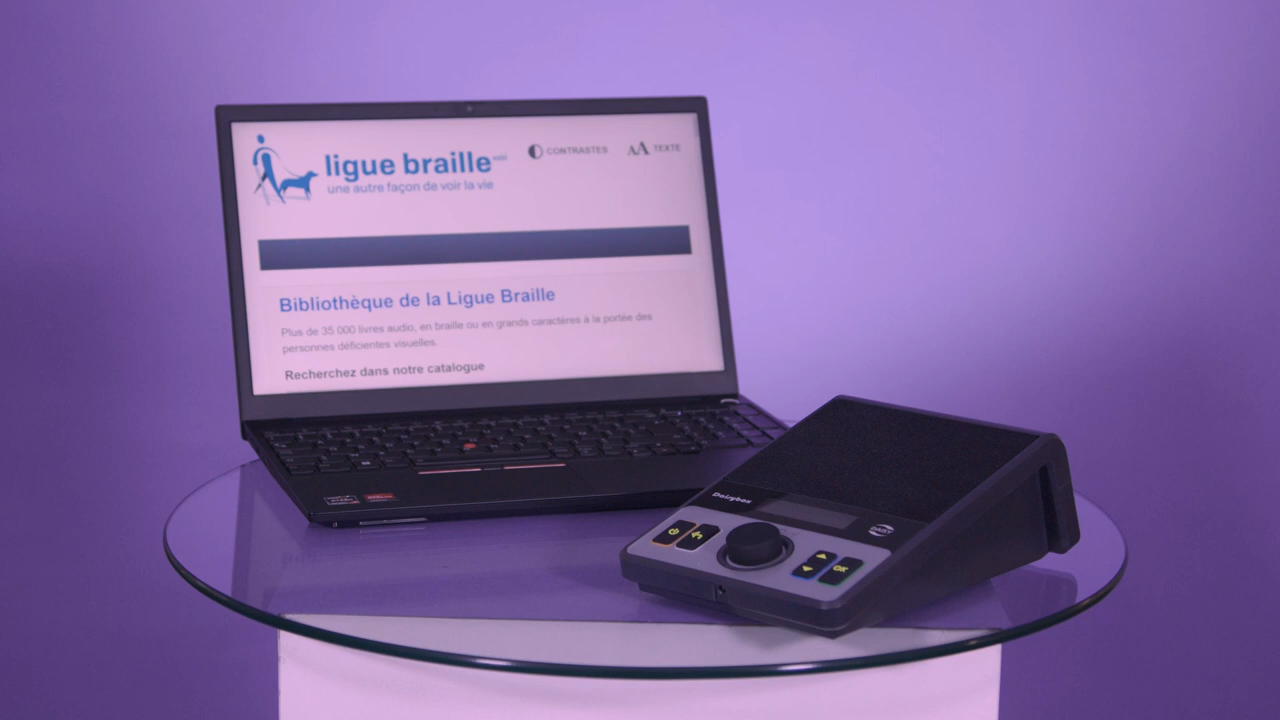 ligue braille
une autre façon de voir la vie
CONTRASTES
AA TEXTE
Bibliothèque de la Ligue Braille
Plus de 35 000 livres audio, en braille ou en grands caractères à la portée des
personnes déficientes visuelles.
Recherchez dans notre catalogue
Daisybox
DAISY
OK